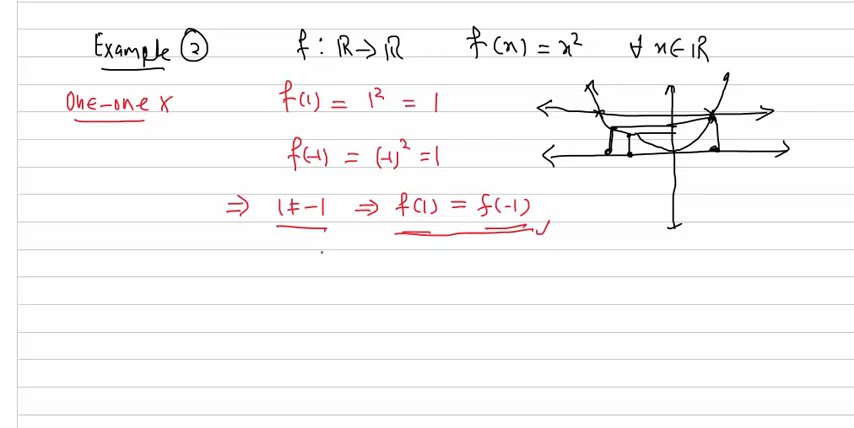 Example ② f : ℝ → ℝ f(x) = x² ∀ x ∈ ℝ
One-one × f(1) = 1² = 1
f(-1) = (-1)² = 1
⇒ 1 ≠ -1 ⇒ f(1) = f(-1) ✓